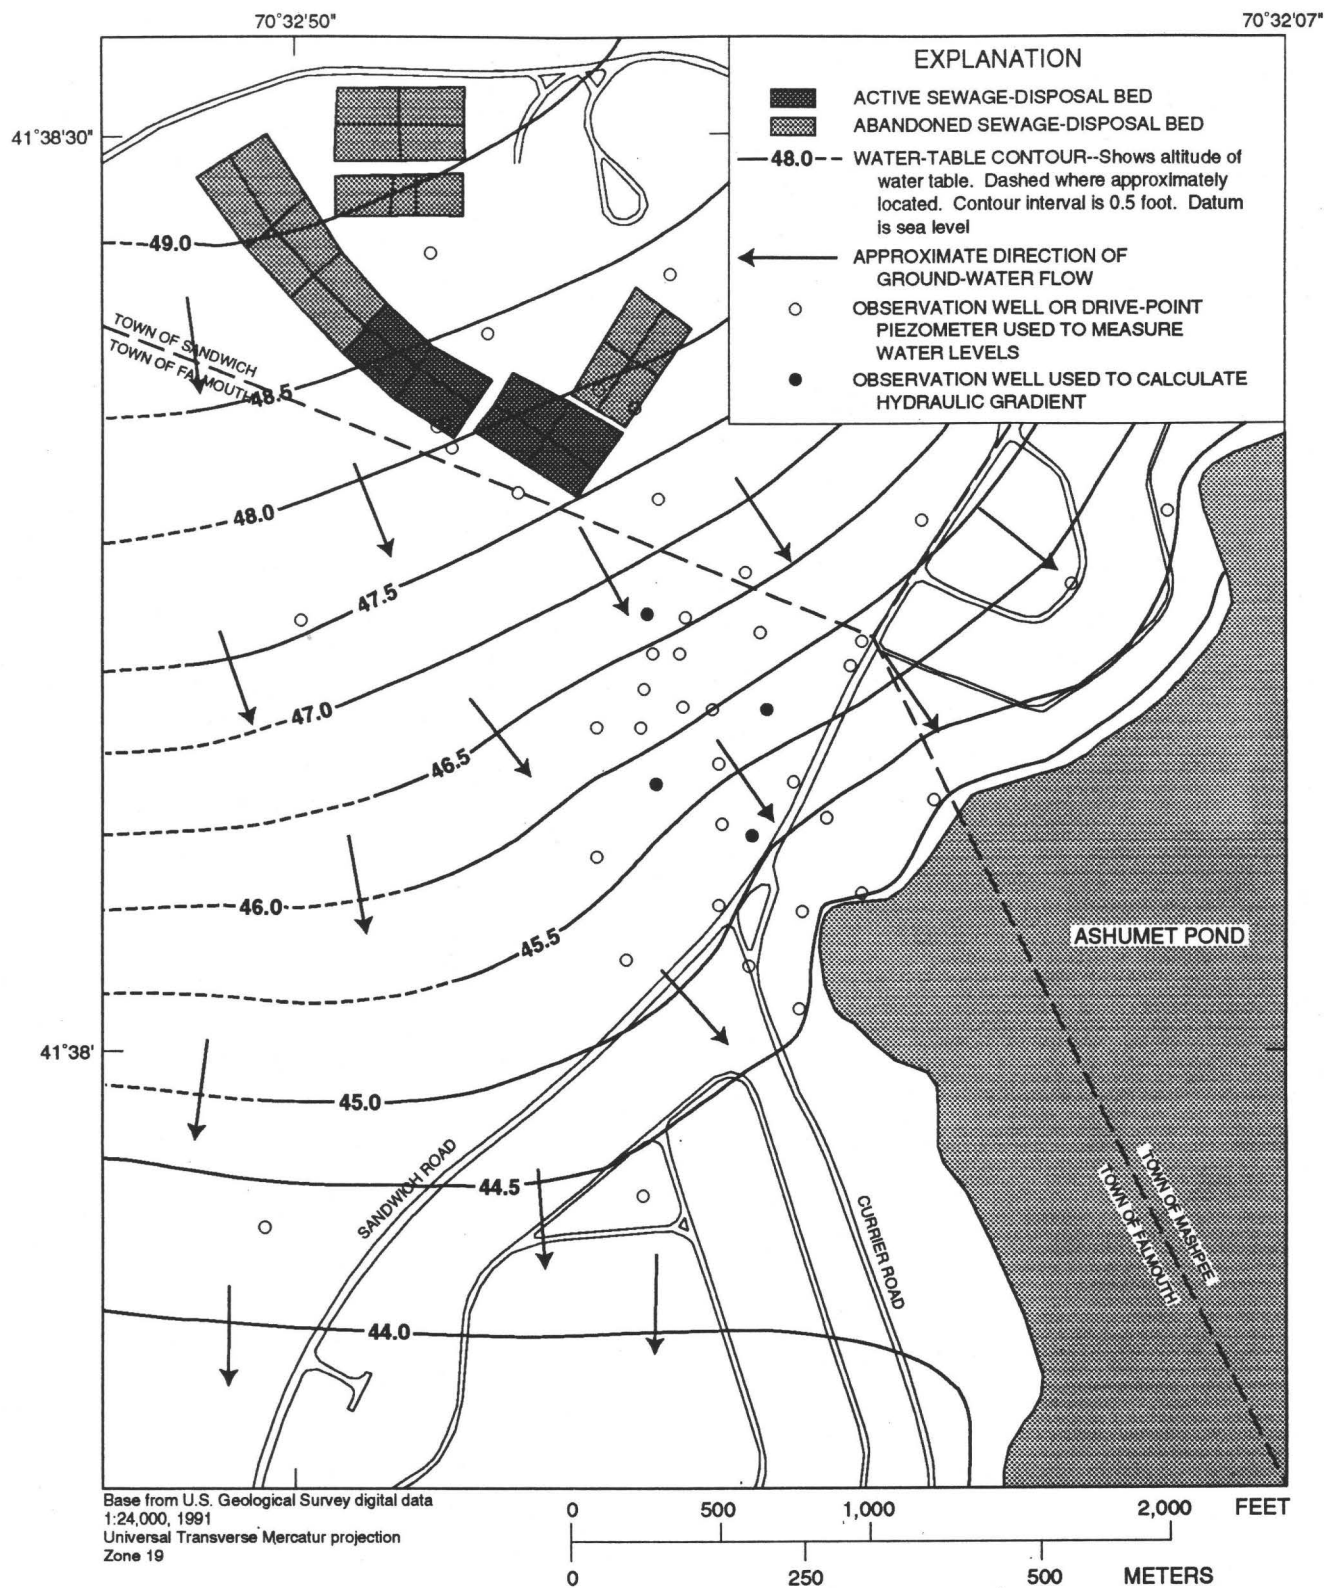 70°32'50"
70°32'07"
41°38'30"
EXPLANATION
ACTIVE SEWAGE-DISPOSAL BED
ABANDONED SEWAGE-DISPOSAL BED
48.0
WATER-TABLE CONTOUR--Shows altitude of
water table. Dashed where approximately
located. Contour interval is 0.5 foot. Datum
is sea level
APPROXIMATE DIRECTION OF
GROUND-WATER FLOW
OBSERVATION WELL OR DRIVE-POINT
PIEZOMETER USED TO MEASURE
WATER LEVELS
OBSERVATION WELL USED TO CALCULATE
HYDRAULIC GRADIENT
49.0
TOWN OF SANDWICH
TOWN OF FALMOUTH
48.5
48.0
47.5
47.0
46.5
46.0
45.5
ASHUMET POND
41°38'
45.0
SANDWICH ROAD
44.5
CURRIER ROAD
TOWN OF MASHPEE
TOWN OF FALMOUTH
44.0
Base from U.S. Geological Survey digital data
1:24,000, 1991
Universal Transverse Mercatur projection
Zone 19
0 500 1,000 2,000 FEET
0 250 500 METERS